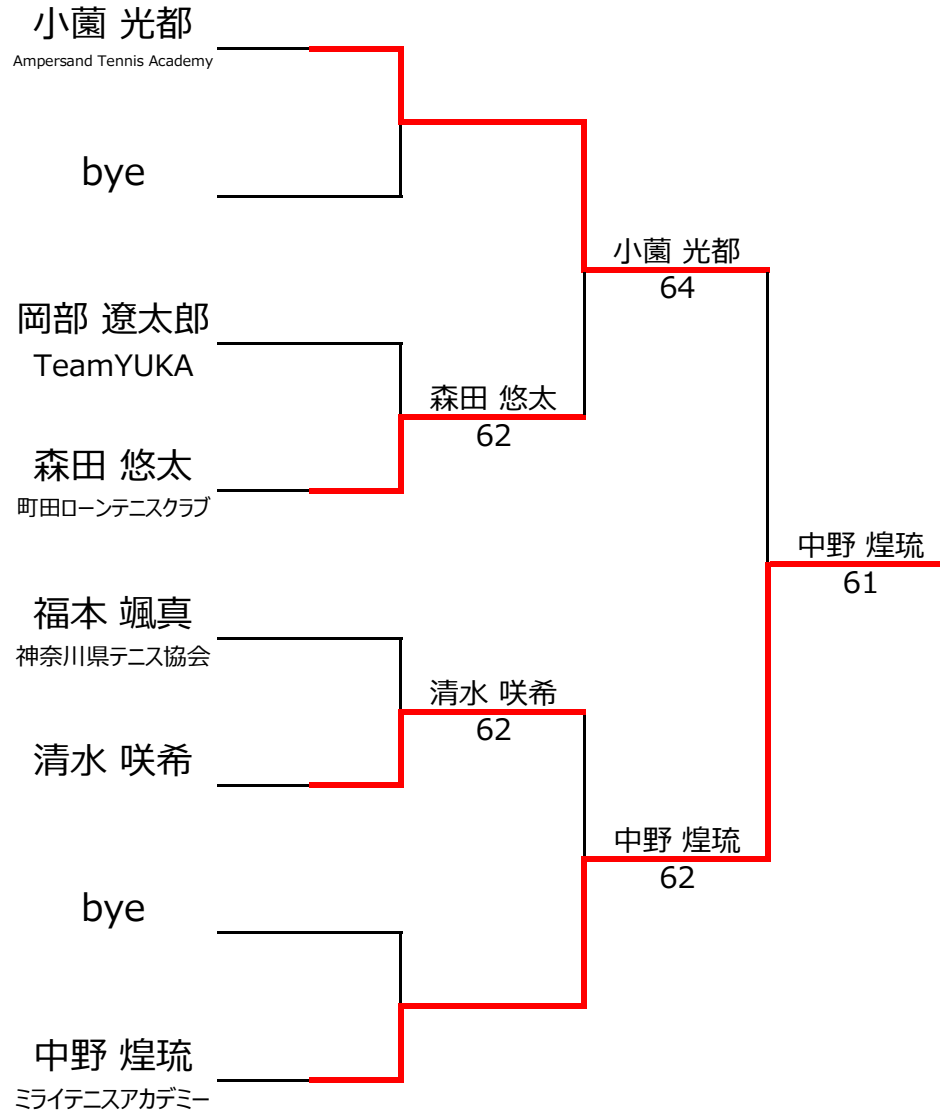 小薗 光都
Ampersand Tennis Academy
bye
岡部 遼太郎
TeamYUKA
森田 悠太
町田ローンテニスクラブ
福本 颯真
神奈川県テニス協会
清水 咲希
bye
中野 煌琉
ミライテニスアカデミー
森田 悠太
62
清水 咲希
62
小薗 光都
64
中野 煌琉
62
中野 煌琉
61